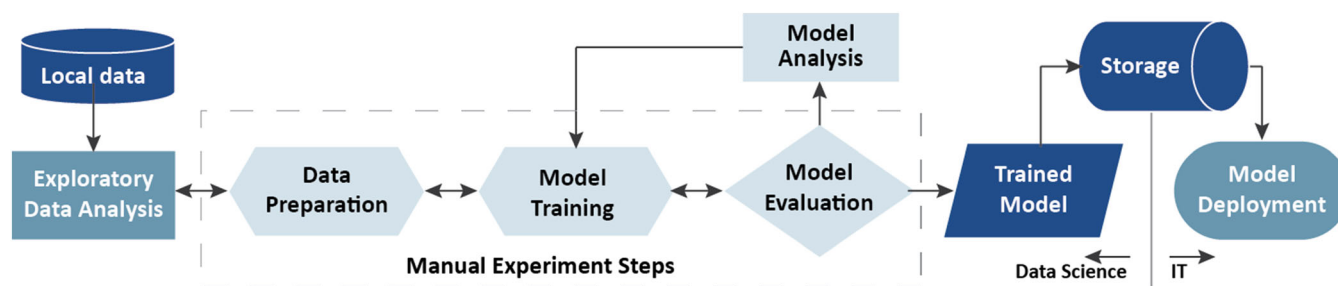 Local data
Exploratory
Data Analysis
Data
Preparation
Model
Training
Model
Analysis
Model
Evaluation
Manual Experiment Steps
Trained
Model
Storage
Model
Deployment
Data Science
IT